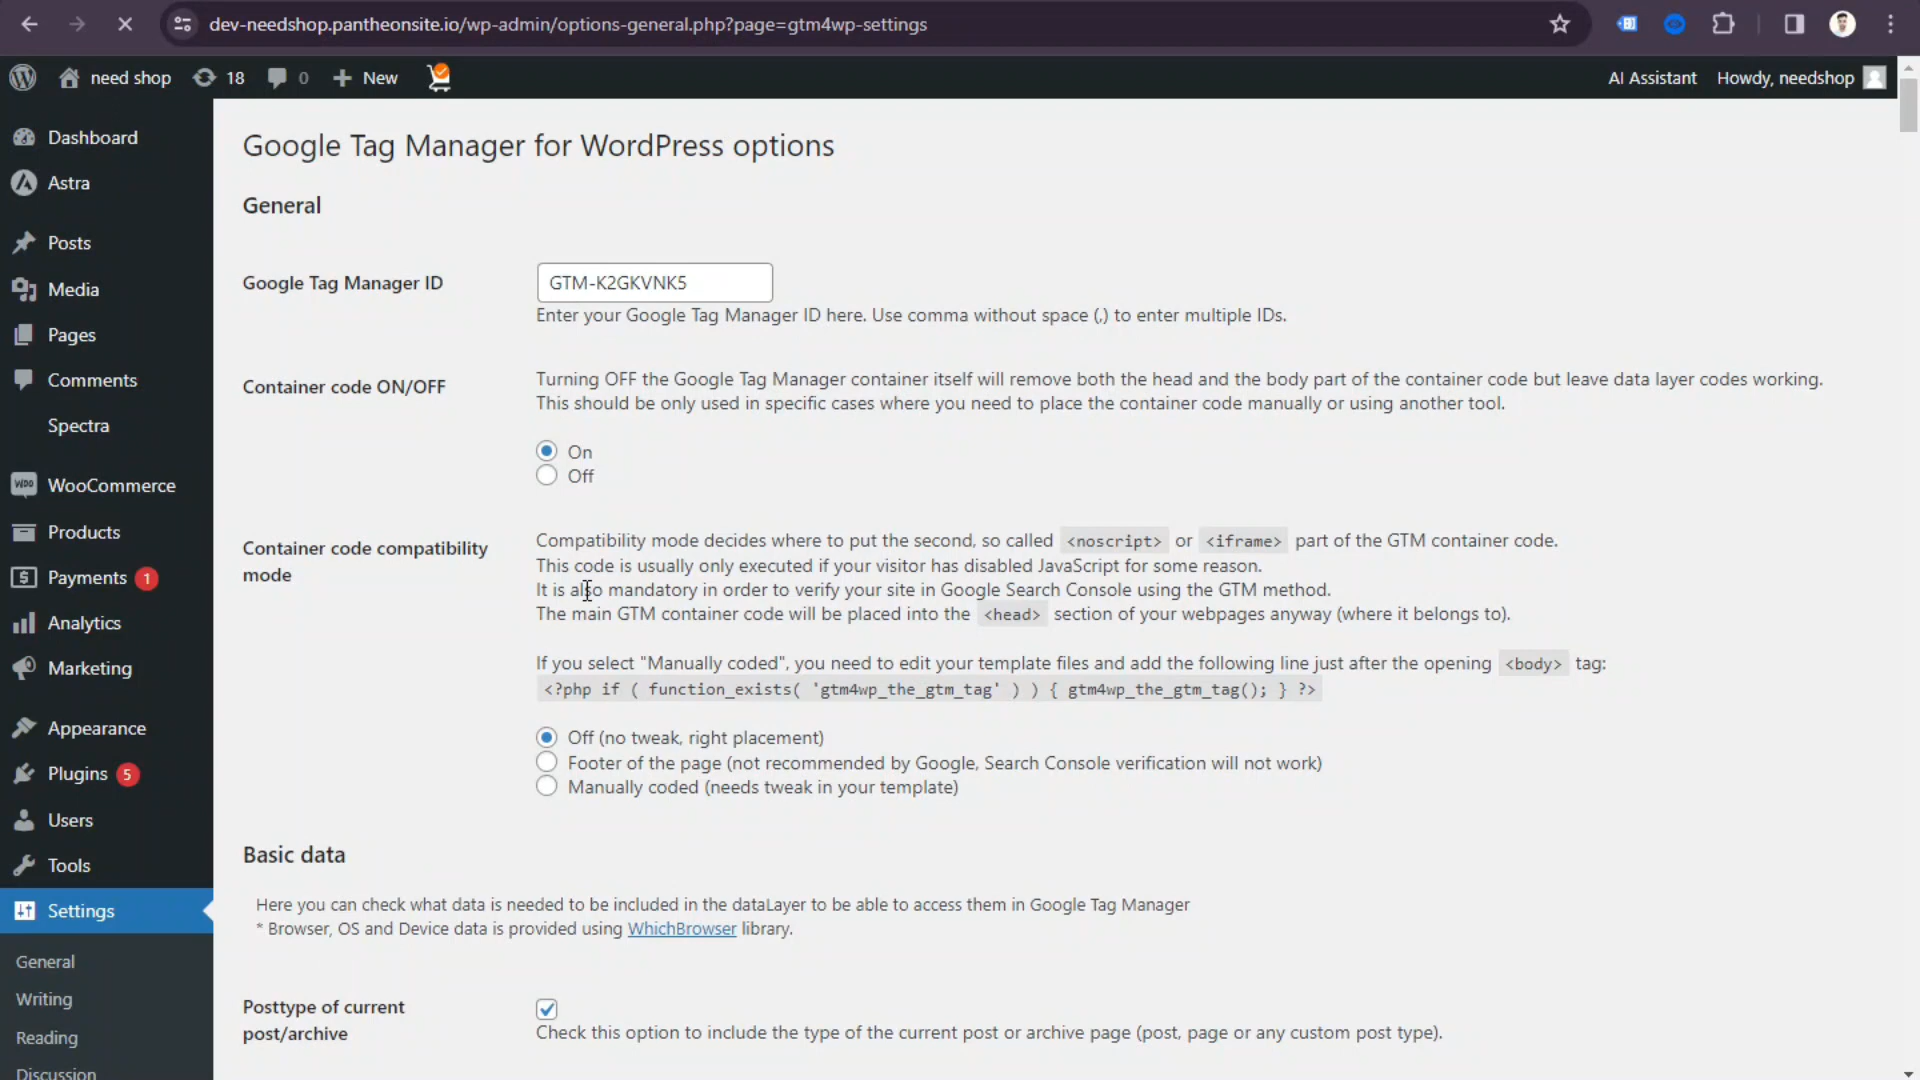 dev-needshop.pantheonsite.io/wp-admin/options-general.php?page=gtm4wp-settings
need shop 18 0 New AI Assistant Howdy, needshop
Dashboard
Astra
Posts
Media
Pages
Comments
Spectra
WooCommerce
Products
Payments 1
Analytics
Marketing
Appearance
Plugins 5
Users
Tools
Settings
General
Writing
Reading
Discussion
Google Tag Manager for WordPress options
General
Google Tag Manager ID
GTM-K2GKVNK5
Enter your Google Tag Manager ID here. Use comma without space (,) to enter multiple IDs.
Container code ON/OFF
Turning OFF the Google Tag Manager container itself will remove both the head and the body part of the container code but leave data layer codes working.
This should be only used in specific cases where you need to place the container code manually or using another tool.
On
Off
Container code compatibility
mode
Compatibility mode decides where to put the second, so called <noscript> or <iframe> part of the GTM container code.
This code is usually only executed if your visitor has disabled JavaScript for some reason.
It is also mandatory in order to verify your site in Google Search Console using the GTM method.
The main GTM container code will be placed into the <head> section of your webpages anyway (where it belongs to).
If you select "Manually coded", you need to edit your template files and add the following line just after the opening <body> tag:
<?php if ( function_exists( 'gtm4wp_the_gtm_tag' ) ) { gtm4wp_the_gtm_tag(); } ?>
Off (no tweak, right placement)
Footer of the page (not recommended by Google, Search Console verification will not work)
Manually coded (needs tweak in your template)
Basic data
Here you can check what data is needed to be included in the dataLayer to be able to access them in Google Tag Manager
* Browser, OS and Device data is provided using WhichBrowser library.
Posttype of current
post/archive
Check this option to include the type of the current post or archive page (post, page or any custom post type).